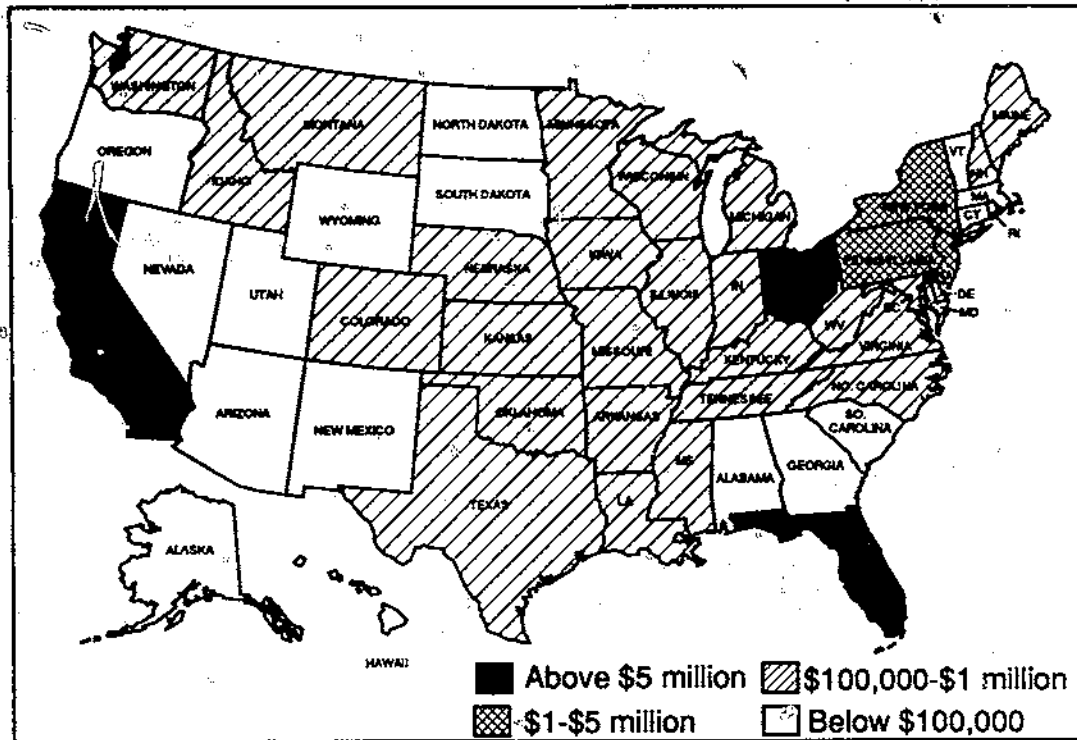 WASHINGTON
MONTANA
NORTH DAKOTA
MINNESOTA
MAINE
OREGON
IDAHO
VT
NH
WISCONSIN
SOUTH DAKOTA
MA
WYOMING
MICHIGAN
CT
RI
IOWA
NEBRASKA
NEVADA
UTAH
ILLINOIS
IN
DE
MD
COLORADO
KANSAS
MISSOURI
WV
VIRGINIA
KENTUCKY
NO. CAROLINA
TENNESSEE
ARIZONA
NEW MEXICO
OKLAHOMA
ARKANSAS
SO.
CAROLINA
MS
ALABAMA
GEORGIA
TEXAS
LA
ALASKA
HAWAII
Above $5 million
$100,000-$1 million
$1-$5 million
Below $100,000